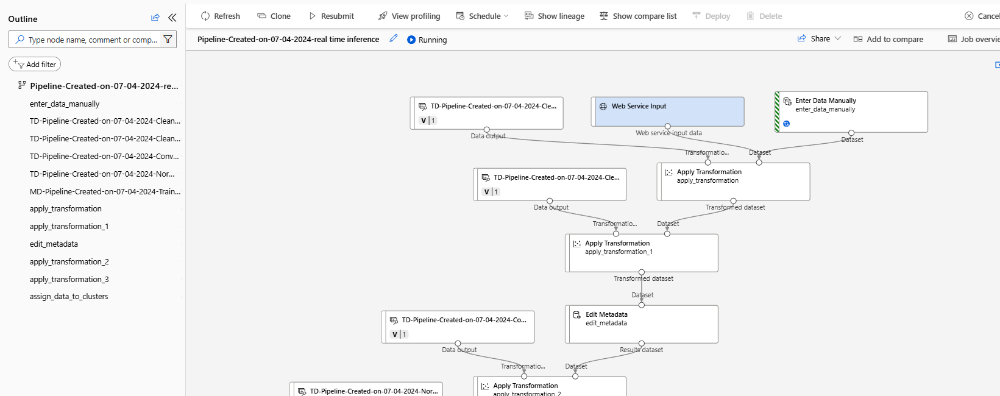 Outline
Type node name, comment or comp...
Add filter
Pipeline-Created-on-07-04-2024-re...
enter_data_manually
TD-Pipeline-Created-on-07-04-2024-Clean...
TD-Pipeline-Created-on-07-04-2024-Clean...
TD-Pipeline-Created-on-07-04-2024-Conv...
TD-Pipeline-Created-on-07-04-2024-Nor...
MD-Pipeline-Created-on-07-04-2024-Train...
apply_transformation
apply_transformation_1
edit_metadata
apply_transformation_2
apply_transformation_3
assign_data_to_clusters
Refresh Clone Resubmit View profiling Schedule Show lineage Show compare list Deploy Delete Cancel
Pipeline-Created-on-07-04-2024-real time inference Running Share Add to compare Job overvie
TD-Pipeline-Created-on-07-04-2024-Cle...
V | 1
Data output
Web Service Input
Web service input data
Enter Data Manually
enter_data_manually
Dataset
Transformatio... Dataset
Apply Transformation
apply_transformation
Transformed dataset
TD-Pipeline-Created-on-07-04-2024-Cle...
V | 1
Data output
Transformatio... Dataset
Apply Transformation
apply_transformation_1
Transformed dataset
Dataset
Edit Metadata
edit_metadata
Results dataset
TD-Pipeline-Created-on-07-04-2024-Co...
V | 1
Data output
Transformatio... Dataset
Apply Transformation
apply_transformation_2
TD-Pipeline-Created-on-07-04-2024-Nor...